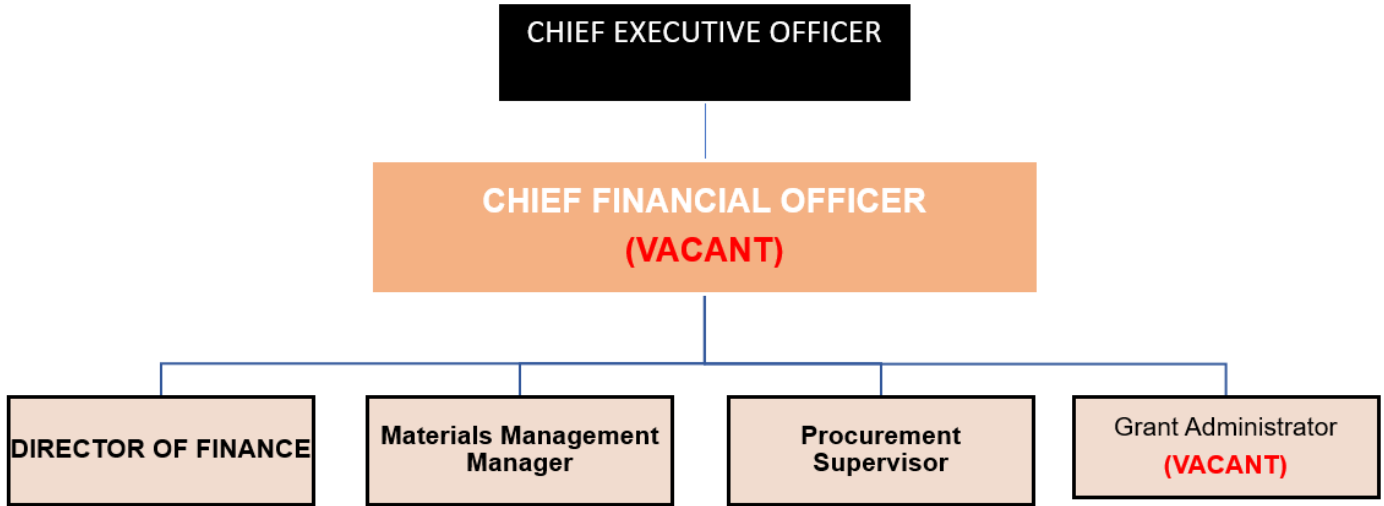 CHIEF EXECUTIVE OFFICER
CHIEF FINANCIAL OFFICER
(VACANT)
DIRECTOR OF FINANCE
Materials Management
Manager
Procurement
Supervisor
Grant Administrator
(VACANT)